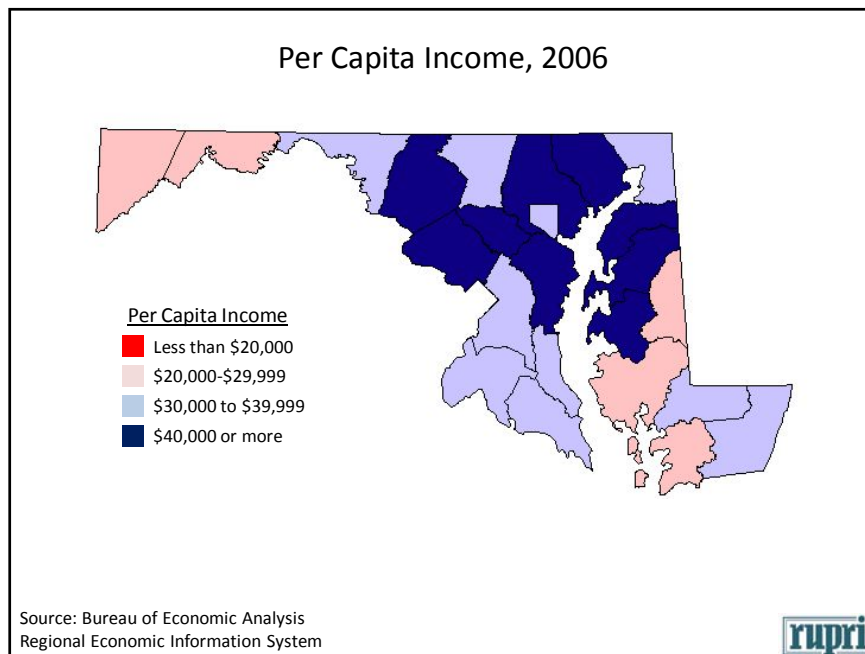 Per Capita Income, 2006
Per Capita Income
Less than $20,000
$20,000-$29,999
$30,000 to $39,999
$40,000 or more
Source: Bureau of Economic Analysis
Regional Economic Information System
rupri